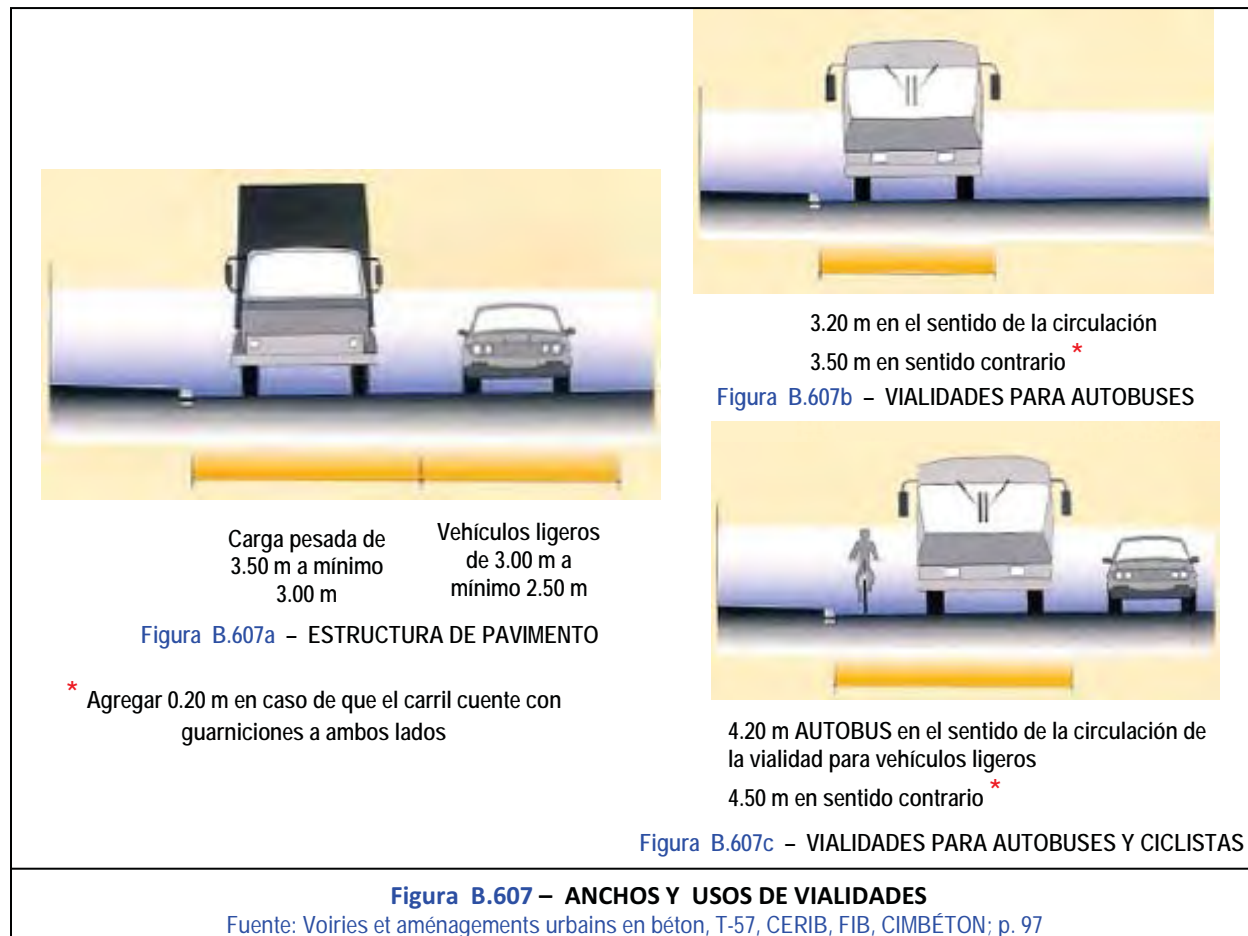 Carga pesada de
3.50 m a mínimo
3.00 m
Vehículos ligeros
de 3.00 m a
mínimo 2.50 m
Figura B.607a – ESTRUCTURA DE PAVIMENTO
* Agregar 0.20 m en caso de que el carril cuente con
guarniciones a ambos lados
3.20 m en el sentido de la circulación
3.50 m en sentido contrario *
Figura B.607b – VIALIDADES PARA AUTOBUSES
4.20 m AUTOBUS en el sentido de la circulación de
la vialidad para vehículos ligeros
4.50 m en sentido contrario *
Figura B.607c – VIALIDADES PARA AUTOBUSES Y CICLISTAS
Figura B.607 – ANCHOS Y USOS DE VIALIDADES
Fuente: Voiries et aménagements urbains en béton, T-57, CERIB, FIB, CIMBÉTON; p. 97